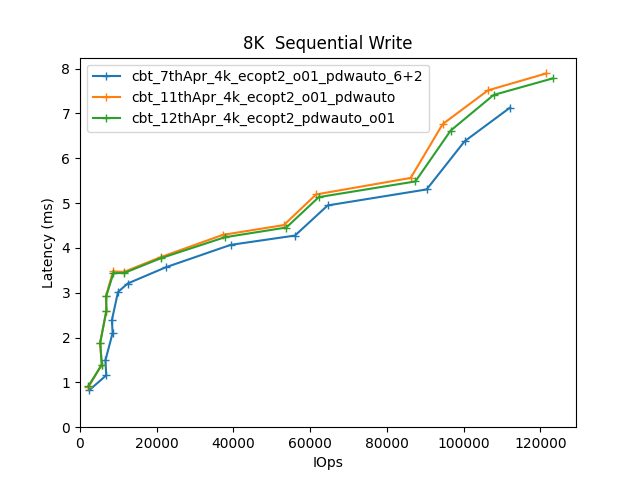 8K  Sequential Write
cbt_7thApr_4k_ecopt2_o01_pdwauto_6+2
cbt_11thApr_4k_ecopt2_o01_pdwauto
cbt_12thApr_4k_ecopt2_pdwauto_o01
Latency (ms)
8
7
6
5
4
3
2
1
0
0 20000 40000 60000 80000 100000 120000
IOps